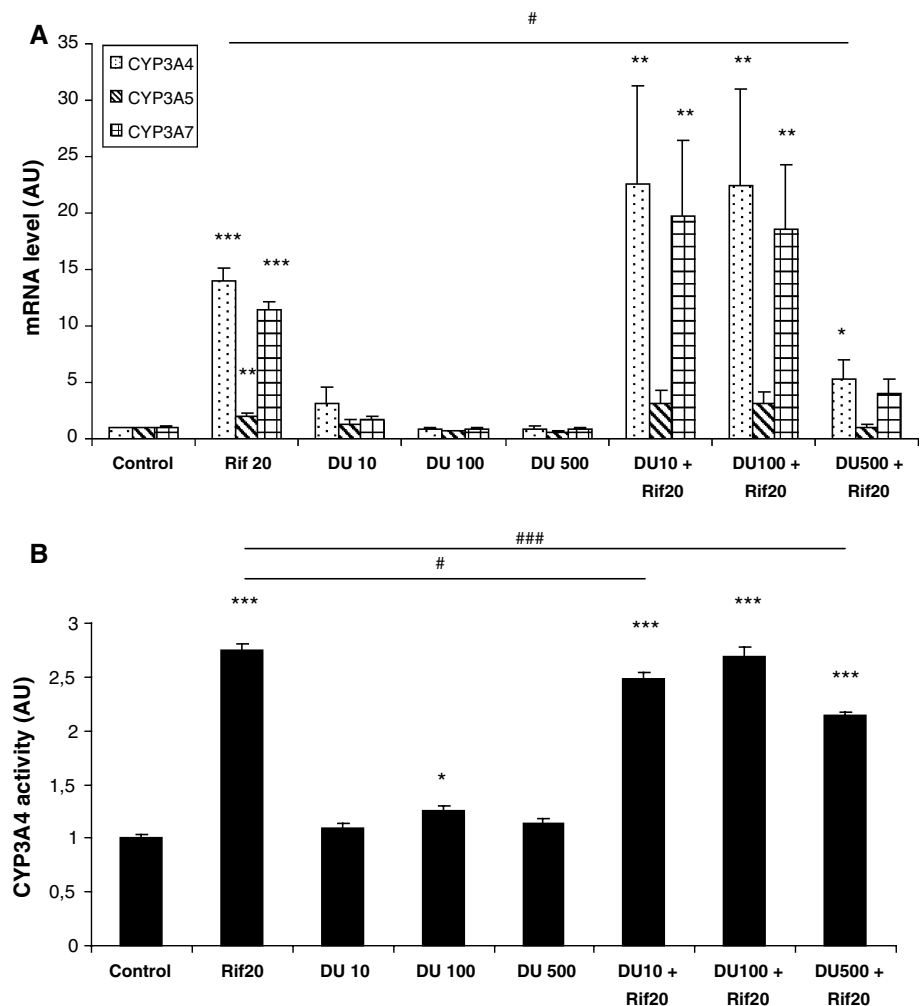 A
#
35
30
25
20
15
10
5
0
mRNA level (AU)
CYP3A4
CYP3A5
CYP3A7
***
**
***
**
**
**
**
*
Control
Rif 20
DU 10
DU 100
DU 500
DU10 +
Rif20
DU100 +
Rif20
DU500 +
Rif20
B
###
#
3
2,5
2
1,5
1
0,5
0
CYP3A4 activity (AU)
***
*
***
***
***
Control
Rif20
DU 10
DU 100
DU 500
DU10 +
Rif20
DU100 +
Rif20
DU500 +
Rif20